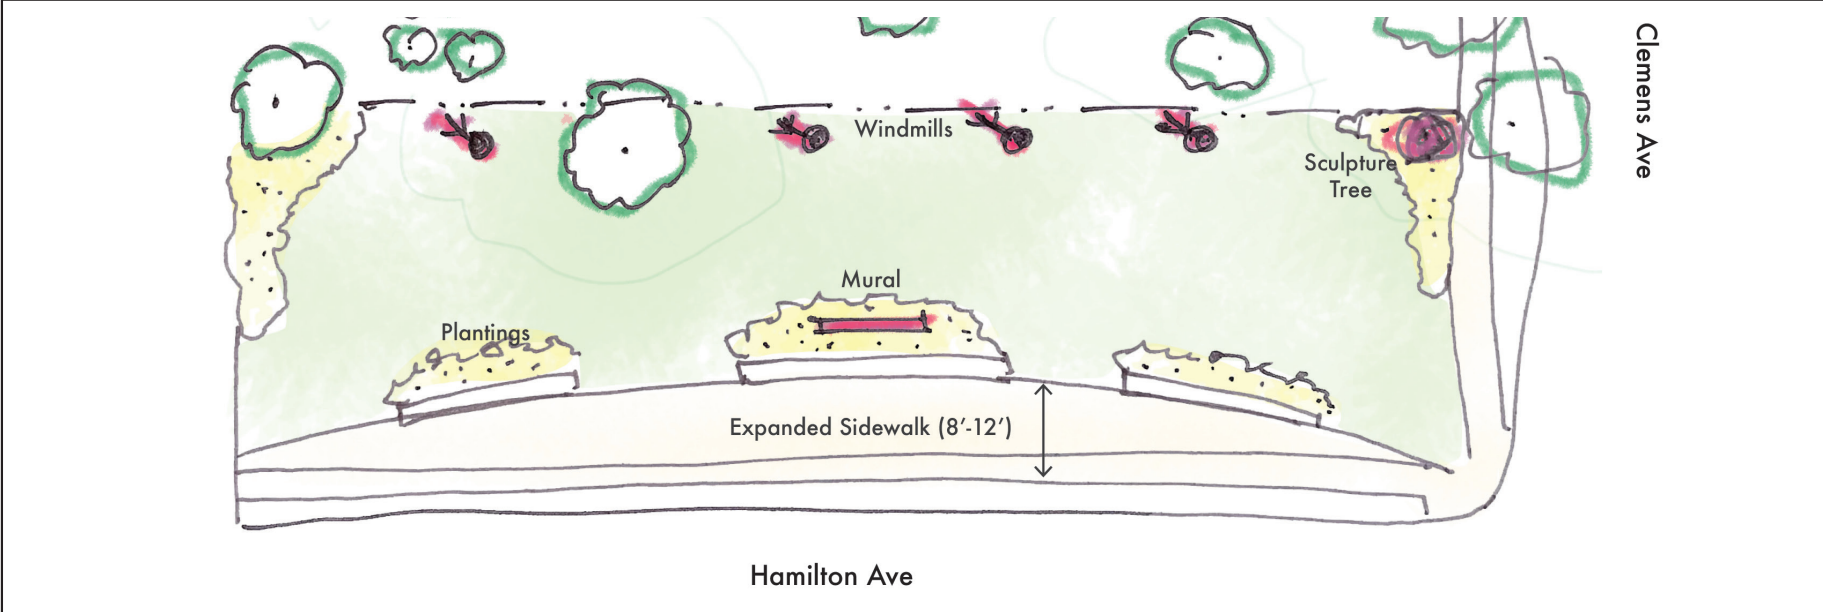 Clemens Ave
Windmills
Sculpture
Tree
Mural
Plantings
Expanded Sidewalk (8’-12’)
Hamilton Ave